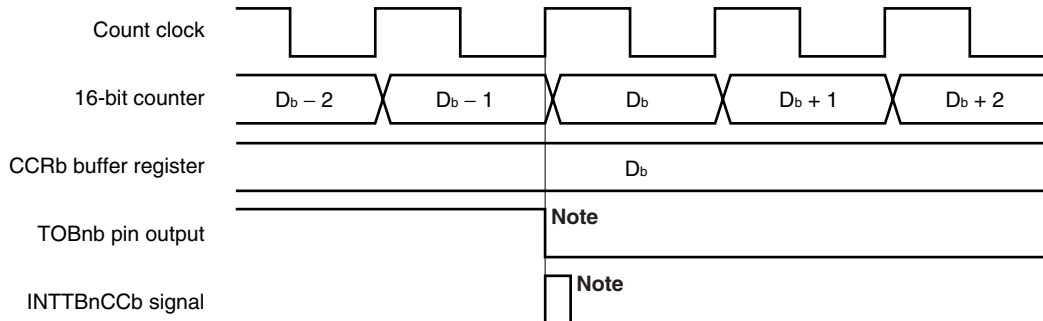 Count clock
16-bit counter Db − 2 Db − 1 Db Db + 1 Db + 2
CCRb buffer register Db
TOBnb pin output Note
INTTBnCCb signal Note